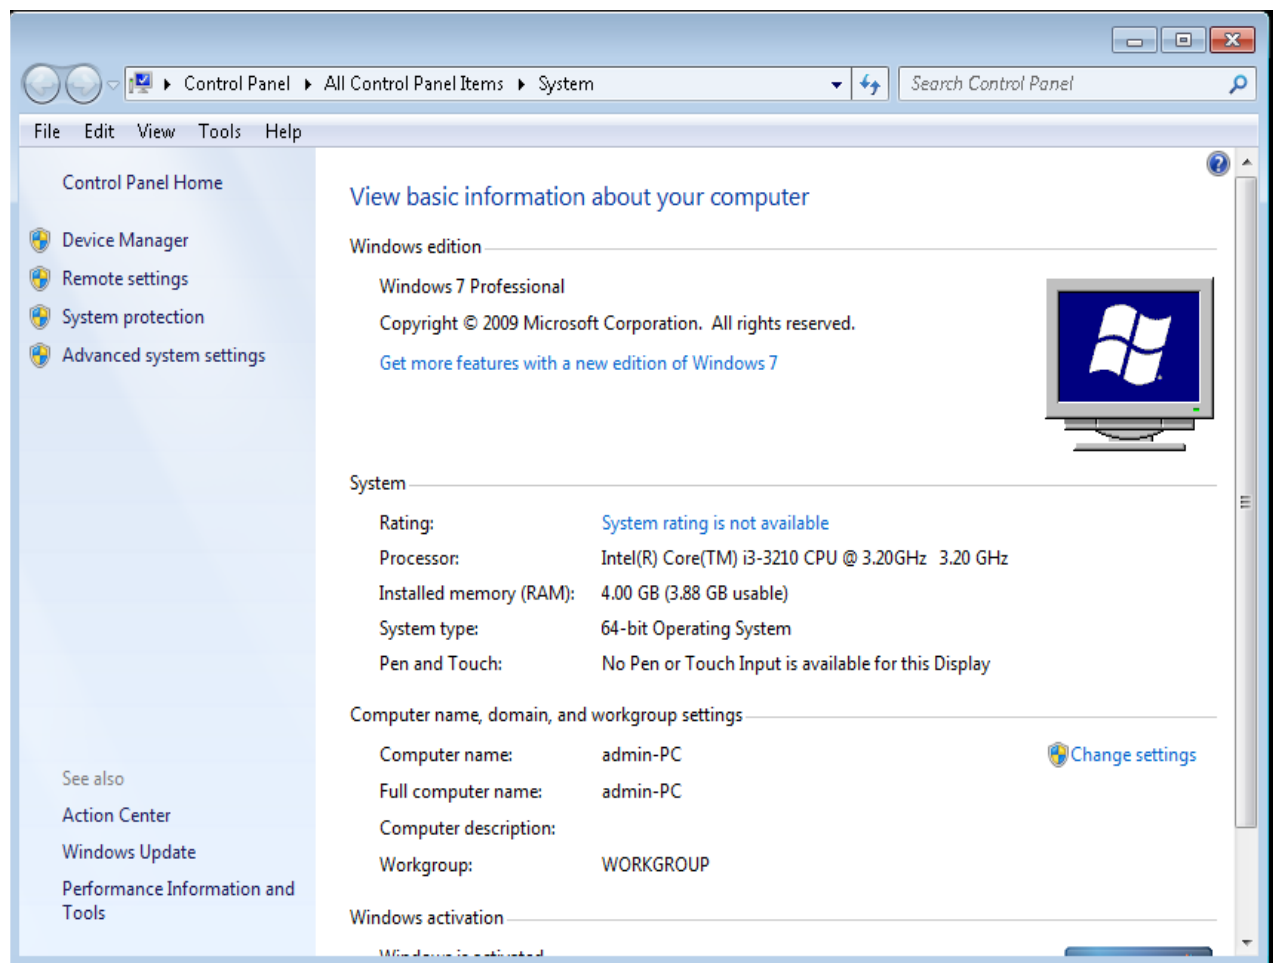 Control Panel All Control Panel Items System Search Control Panel
File Edit View Tools Help
Control Panel Home
Device Manager
Remote settings
System protection
Advanced system settings
See also
Action Center
Windows Update
Performance Information and
Tools
View basic information about your computer
Windows edition
Windows 7 Professional
Copyright © 2009 Microsoft Corporation. All rights reserved.
Get more features with a new edition of Windows 7
System
Rating: System rating is not available
Processor: Intel(R) Core(TM) i3-3210 CPU @ 3.20GHz 3.20 GHz
Installed memory (RAM): 4.00 GB (3.88 GB usable)
System type: 64-bit Operating System
Pen and Touch: No Pen or Touch Input is available for this Display
Computer name, domain, and workgroup settings
Computer name: admin-PC Change settings
Full computer name: admin-PC
Computer description:
Workgroup: WORKGROUP
Windows activation
Windows is activated